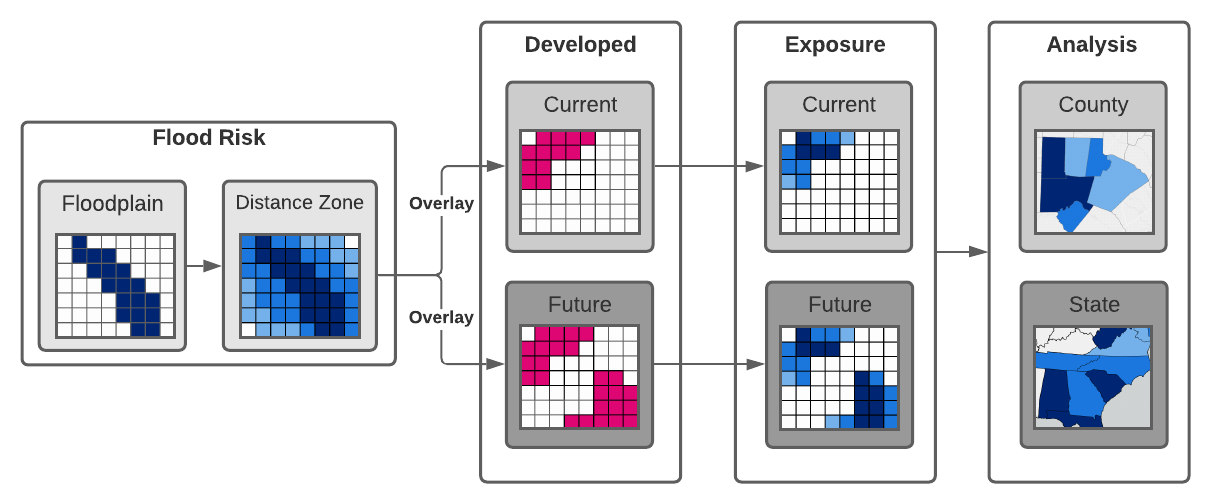 Flood Risk
Floodplain
Distance Zone
Overlay
Overlay
Developed
Current
Future
Exposure
Current
Future
Analysis
County
State